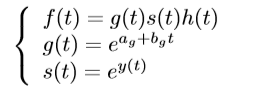 f(t) = g(t)s(t)h(t)
g(t) = e^{a_g+b_g t}
s(t) = e^{y(t)}